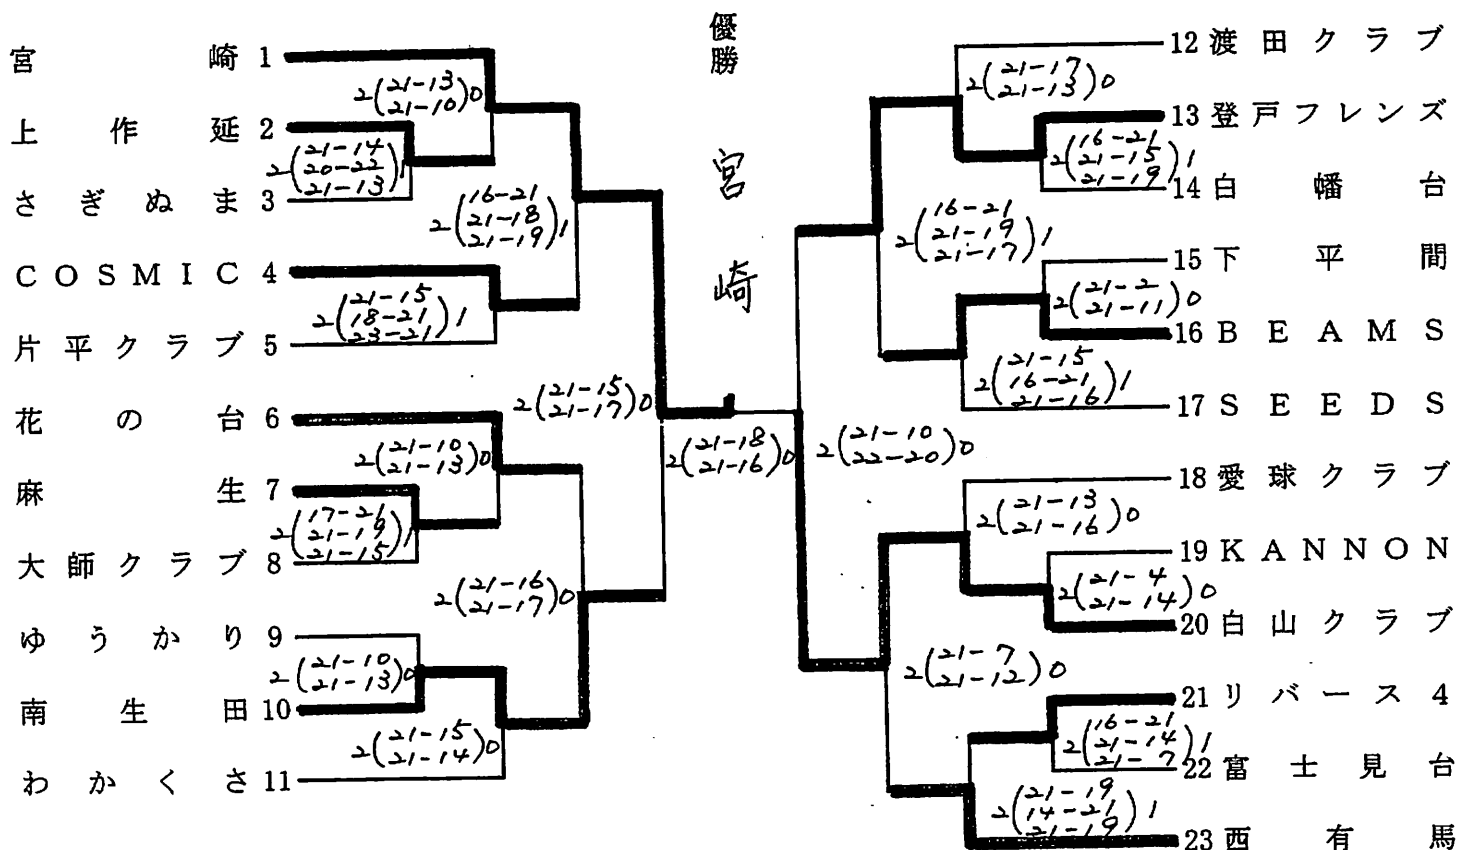 優勝
宮崎
宮崎 1
2(21-13 21-10)0
上作延 2
2(21-14 20-22 21-13)1
さぎぬま 3
2(16-21 21-18 21-19)1
COSMIC 4
2(21-15 18-21 23-21)1
片平クラブ 5
2(21-15 21-17)0
花の台 6
2(21-10 21-13)0
麻生 7
2(17-21 21-19 21-15)1
大師クラブ 8
2(21-16 21-17)0
ゆうかり 9
2(21-10 21-13)0
南生田 10
2(21-15 21-14)0
わかくさ 11
2(21-18 21-16)0
12 渡田クラブ
2(21-17 21-13)0
13 登戸フレンズ
2(16-21 21-15 21-19)1
14 白幡台
2(16-21 21-19 21-17)1
15 下平間
2(21-2 21-11)0
16 BEAMS
2(21-15 16-21 21-16)1
17 SEEDS
2(21-10 22-20)0
18 愛球クラブ
2(21-13 21-16)0
19 KANNON
2(21-4 21-14)0
20 白山クラブ
2(21-7 21-12)0
21 リバース4
2(16-21 21-14 21-7)1
22 富士見台
2(21-19 14-21 21-19)1
23 西有馬